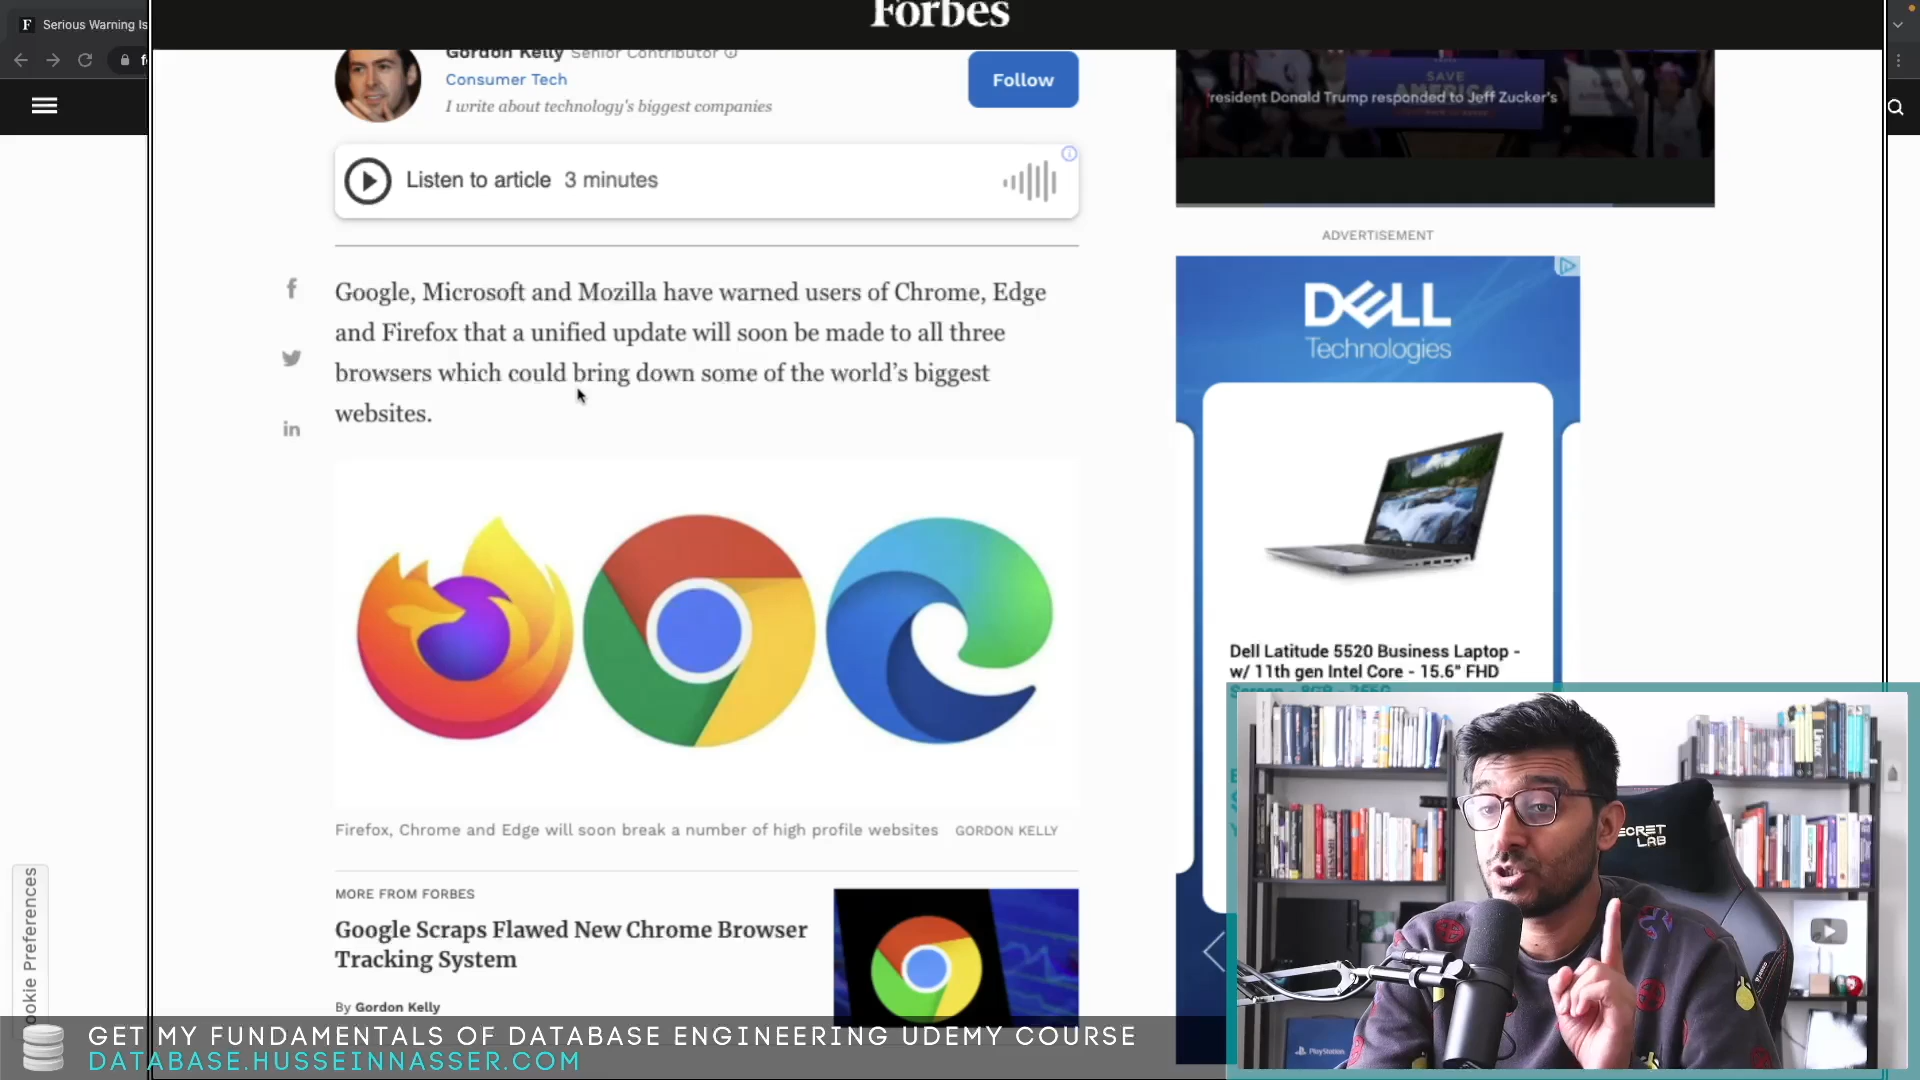 Forbes
Serious Warning Is
Gordon Kelly Senior Contributor
Consumer Tech
I write about technology's biggest companies
Follow
Listen to article 3 minutes
Google, Microsoft and Mozilla have warned users of Chrome, Edge
and Firefox that a unified update will soon be made to all three
browsers which could bring down some of the world's biggest
websites.
Firefox, Chrome and Edge will soon break a number of high profile websites GORDON KELLY
MORE FROM FORBES
Google Scraps Flawed New Chrome Browser
Tracking System
By Gordon Kelly
SAVE
AMERICA
resident Donald Trump responded to Jeff Zucker's
ADVERTISEMENT
DELL
Technologies
Dell Latitude 5520 Business Laptop -
w/ 11th gen Intel Core - 15.6" FHD
ookie Preferences
ECRET
LAB
Linux
PlayStation
GET MY FUNDAMENTALS OF DATABASE ENGINEERING UDEMY COURSE
DATABASE.HUSSEINNASSER.COM